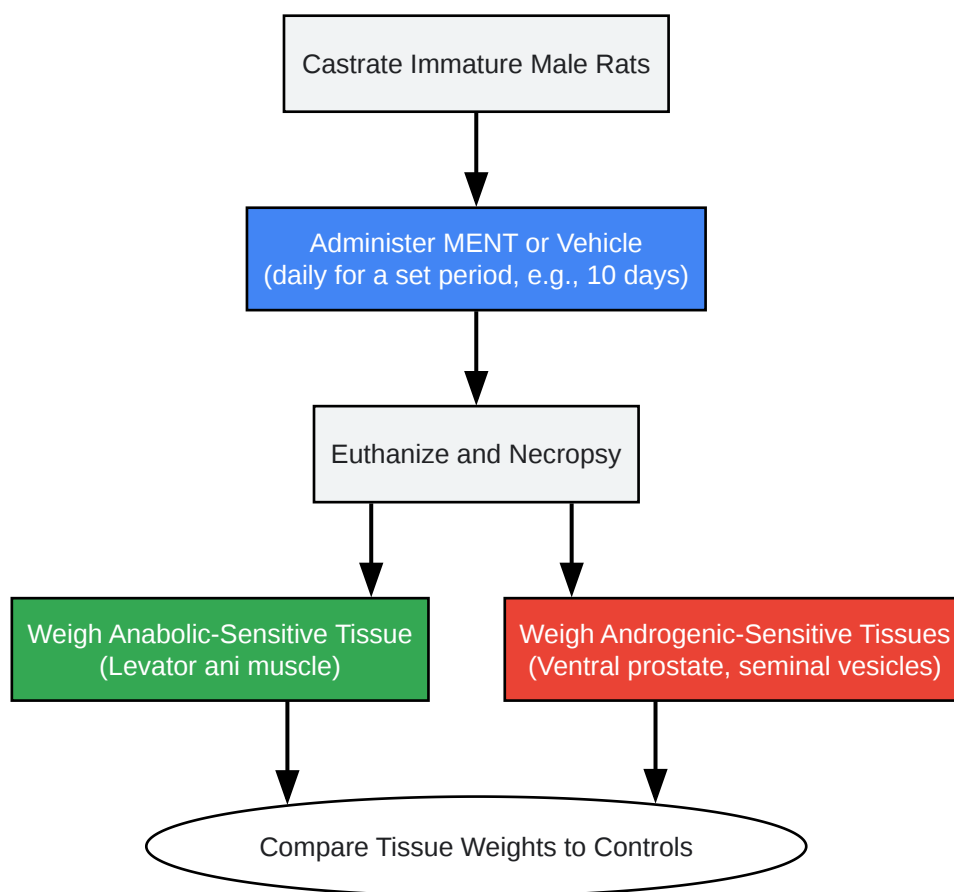 Castrate Immature Male Rats
Administer MENT or Vehicle
(daily for a set period, e.g., 10 days)
Euthanize and Necropsy
Weigh Anabolic-Sensitive Tissue
(Levator ani muscle)
Weigh Androgenic-Sensitive Tissues
(Ventral prostate, seminal vesicles)
Compare Tissue Weights to Controls